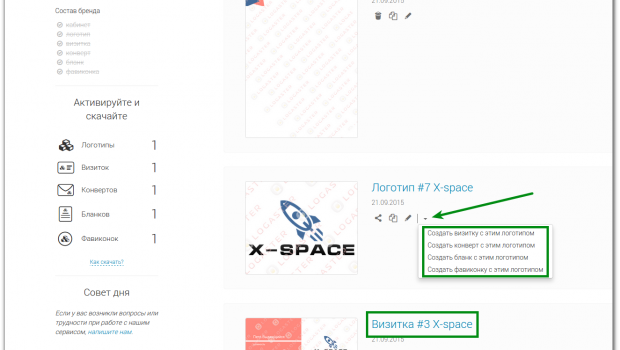 Состав бренда
кабинет
логотип
визитка
конверт
бланк
фавиконка
Активируйте и
скачайте
Логотипы 1
Визиток 1
Конвертов 1
Бланков 1
Фавиконок 1
Как скачать?
Совет дня
Если у вас возникли вопросы или
трудности при работе с нашим
сервисом, напишите нам.
21.09.2015
Логотип #7 X-space
21.09.2015
Создать визитку с этим логотипом
Создать конверт с этим логотипом
Создать бланк с этим логотипом
Создать фавиконку с этим логотипом
LOGASTER
X-SPACE
Визитка #3 X-space
21.09.2015